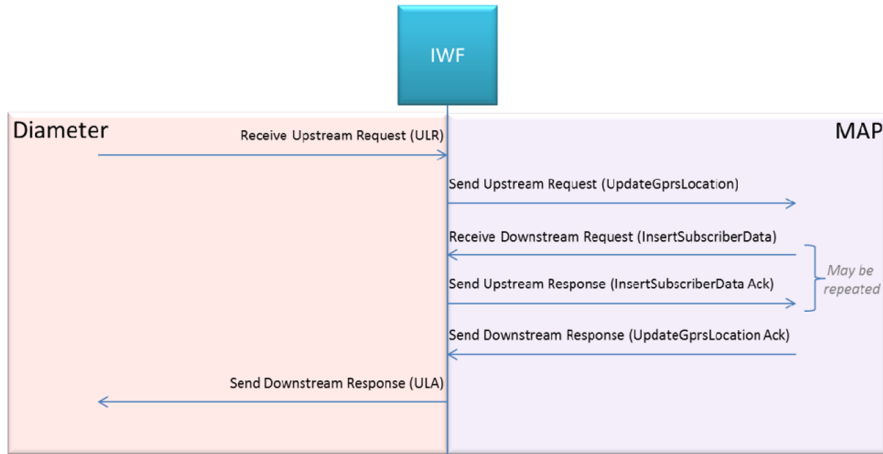 IWF
Diameter
MAP
Receive Upstream Request (ULR)
Send Upstream Request (UpdateGprsLocation)
Receive Downstream Request (InsertSubscriberData)
May be
repeated
Send Upstream Response (InsertSubscriberData Ack)
Send Downstream Response (UpdateGprsLocation Ack)
Send Downstream Response (ULA)